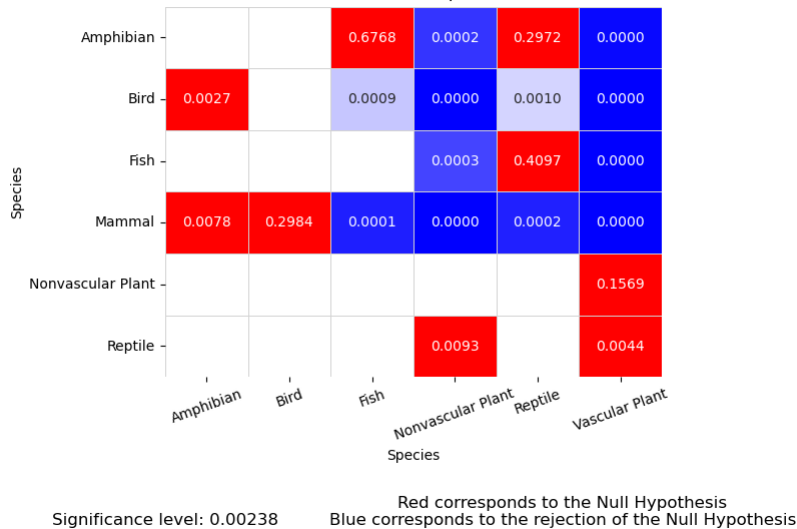 Amphibian 0.6768 0.0002 0.2972 0.0000
Bird 0.0027 0.0009 0.0000 0.0010 0.0000
Fish 0.0003 0.4097 0.0000
Mammal 0.0078 0.2984 0.0001 0.0000 0.0002 0.0000
Nonvascular Plant 0.1569
Reptile 0.0093 0.0044
Species
Amphibian Bird Fish Nonvascular Plant Reptile Vascular Plant
Species
Red corresponds to the Null Hypothesis
Significance level: 0.00238 Blue corresponds to the rejection of the Null Hypothesis